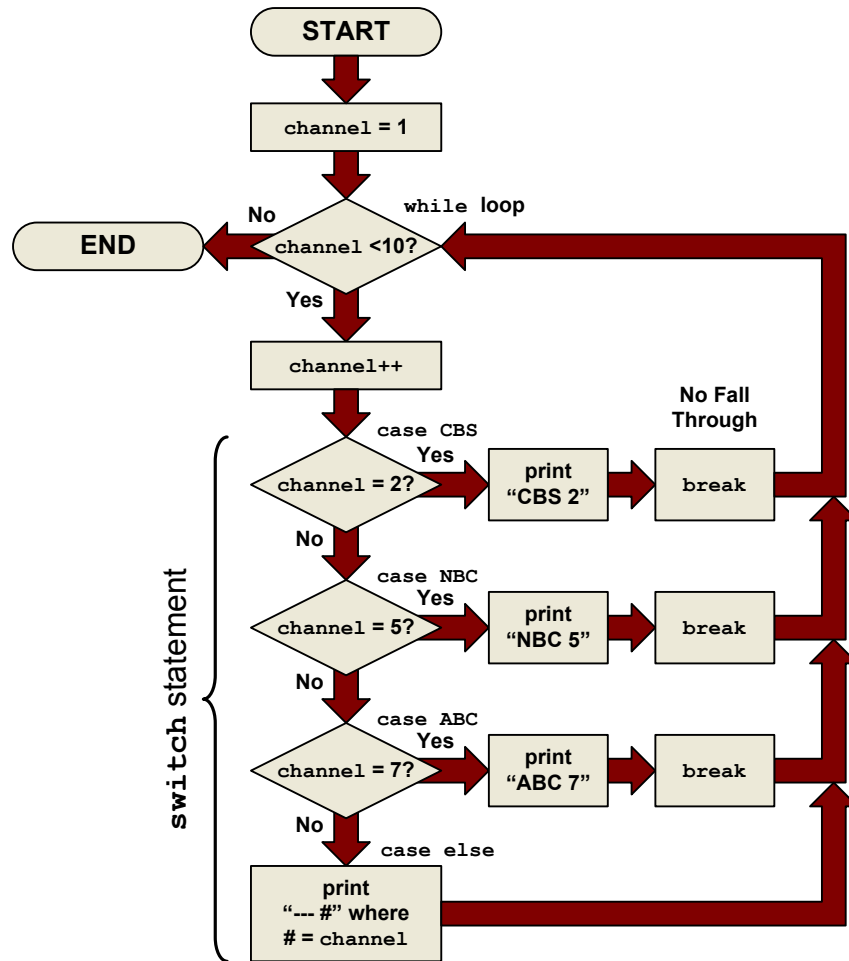 START
channel = 1
while loop
No
END
channel <10?
Yes
channel++
No Fall
Through
case CBS
Yes
channel = 2?
print
“CBS 2”
break
No
case NBC
Yes
channel = 5?
print
“NBC 5”
break
No
case ABC
Yes
channel = 7?
print
“ABC 7”
break
No
case else
print
“--- #” where
# = channel
switch statement